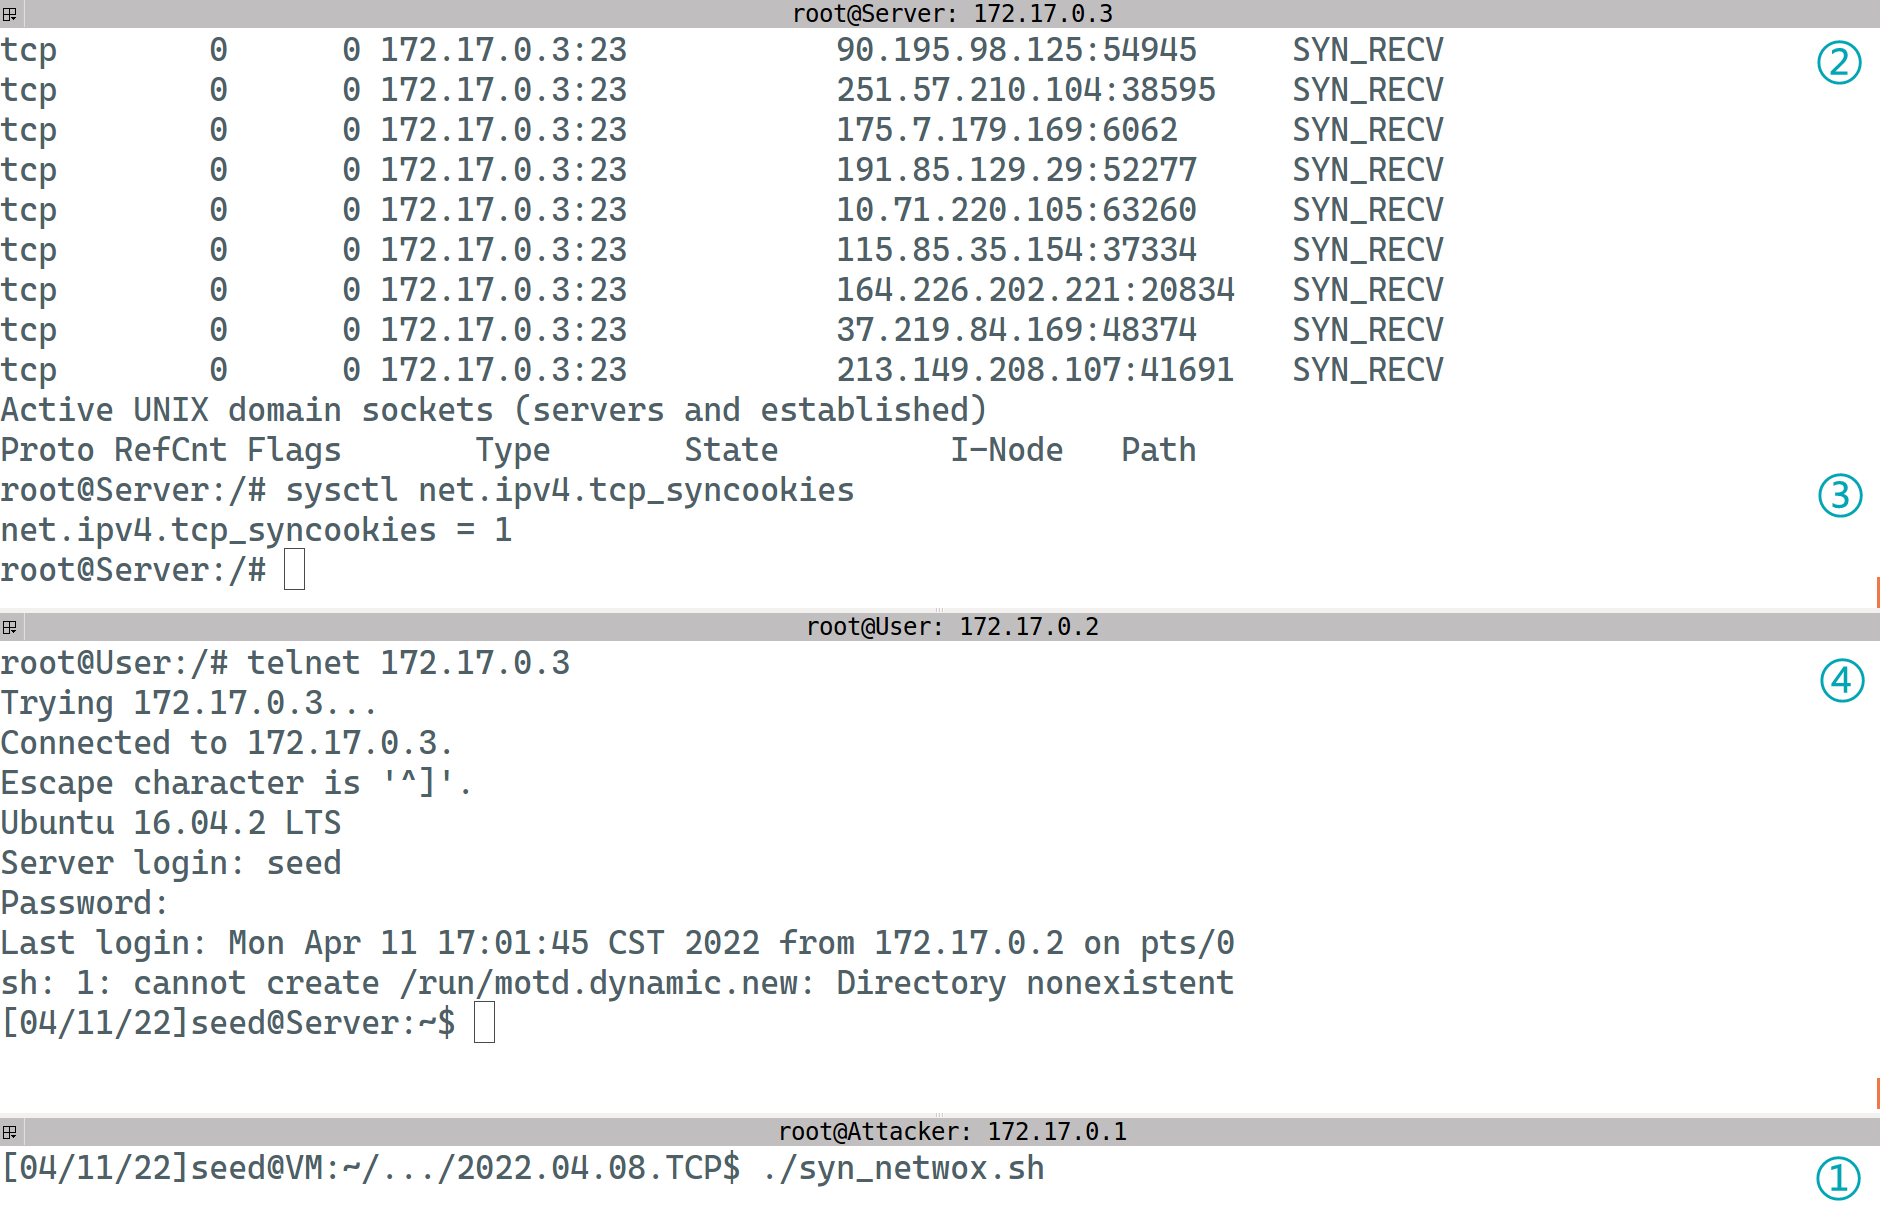 root@Server: 172.17.0.3
tcp        0      0 172.17.0.3:23           90.195.98.125:54945     SYN_RECV
②
tcp        0      0 172.17.0.3:23           251.57.210.104:38595    SYN_RECV
tcp        0      0 172.17.0.3:23           175.7.179.169:6062      SYN_RECV
tcp        0      0 172.17.0.3:23           191.85.129.29:52277     SYN_RECV
tcp        0      0 172.17.0.3:23           10.71.220.105:63260     SYN_RECV
tcp        0      0 172.17.0.3:23           115.85.35.154:37334     SYN_RECV
tcp        0      0 172.17.0.3:23           164.226.202.221:20834   SYN_RECV
tcp        0      0 172.17.0.3:23           37.219.84.169:48374     SYN_RECV
tcp        0      0 172.17.0.3:23           213.149.208.107:41691   SYN_RECV
Active UNIX domain sockets (servers and established)
Proto RefCnt Flags       Type       State         I-Node   Path
root@Server:/# sysctl net.ipv4.tcp_syncookies
③
net.ipv4.tcp_syncookies = 1
root@Server:/#
root@User: 172.17.0.2
root@User:/# telnet 172.17.0.3
④
Trying 172.17.0.3...
Connected to 172.17.0.3.
Escape character is '^]'.
Ubuntu 16.04.2 LTS
Server login: seed
Password:
Last login: Mon Apr 11 17:01:45 CST 2022 from 172.17.0.2 on pts/0
sh: 1: cannot create /run/motd.dynamic.new: Directory nonexistent
[04/11/22]seed@Server:~$
root@Attacker: 172.17.0.1
[04/11/22]seed@VM:~/.../2022.04.08.TCP$ ./syn_netwox.sh
①